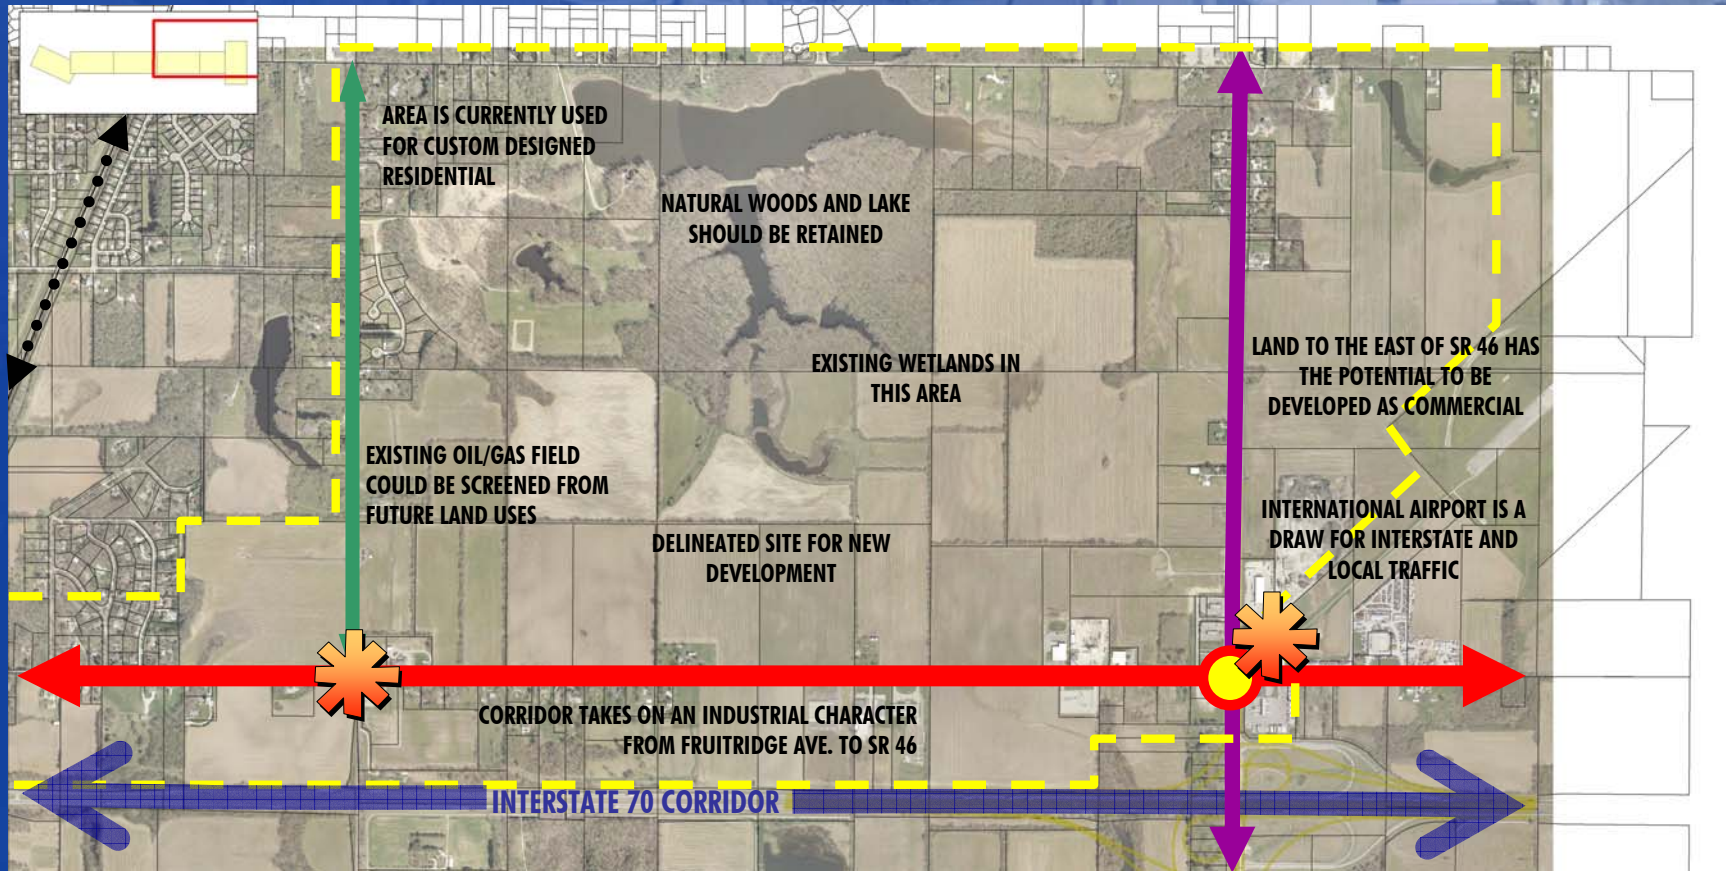 AREA IS CURRENTLY USED
FOR CUSTOM DESIGNED
RESIDENTIAL
NATURAL WOODS AND LAKE
SHOULD BE RETAINED
EXISTING WETLANDS IN
THIS AREA
LAND TO THE EAST OF SR 46 HAS
THE POTENTIAL TO BE
DEVELOPED AS COMMERCIAL
EXISTING OIL/GAS FIELD
COULD BE SCREENED FROM
FUTURE LAND USES
INTERNATIONAL AIRPORT IS A
DRAW FOR INTERSTATE AND
LOCAL TRAFFIC
DELINEATED SITE FOR NEW
DEVELOPMENT
CORRIDOR TAKES ON AN INDUSTRIAL CHARACTER
FROM FRUITRIDGE AVE. TO SR 46
INTERSTATE 70 CORRIDOR